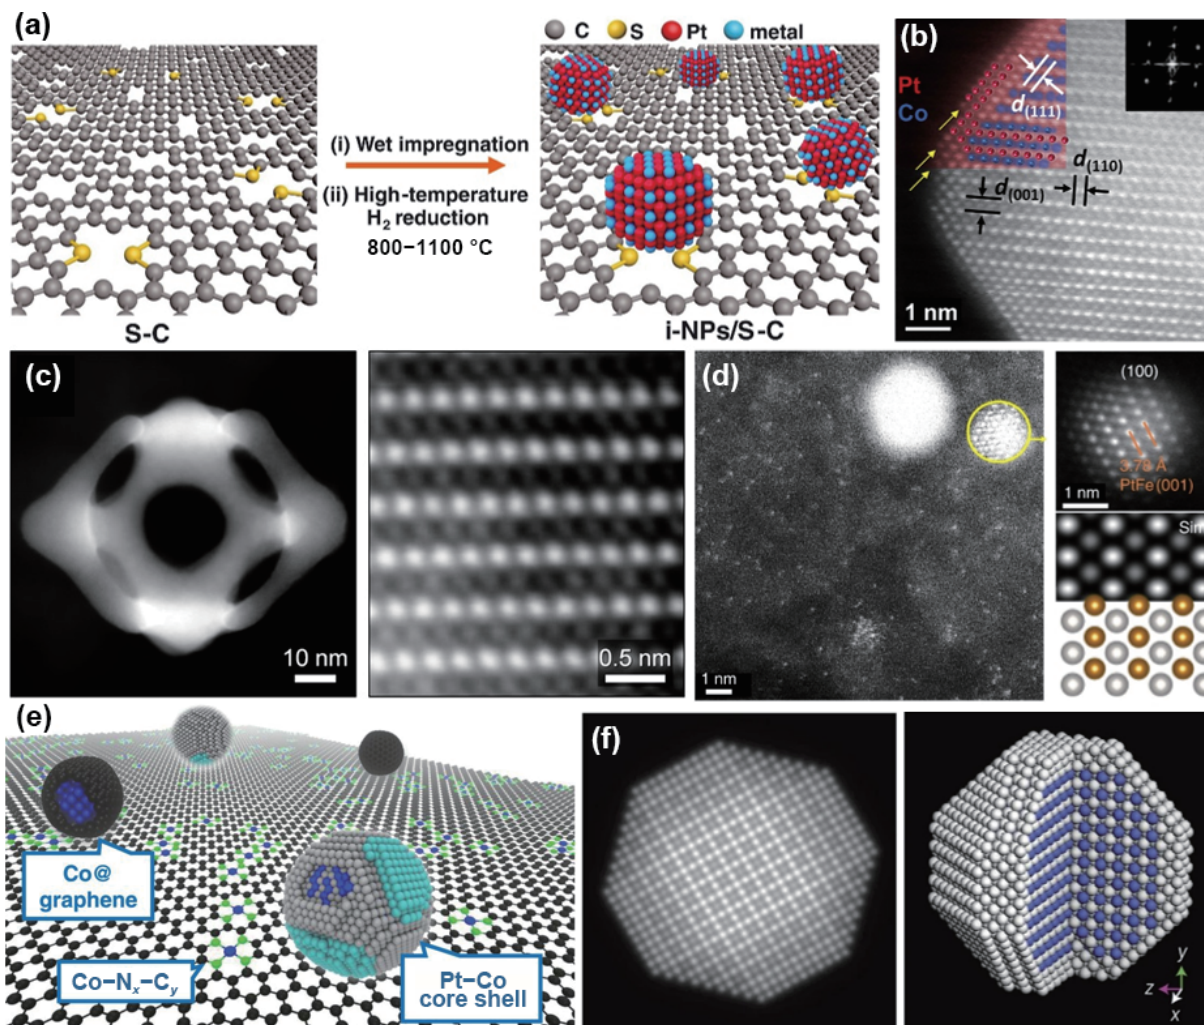 (a)
C S Pt metal
(i) Wet impregnation
(ii) High-temperature
H₂ reduction
800−1100 °C
S-C
i-NPs/S-C
(b)
Pt
Co
d(111)
d(110)
d(001)
1 nm
(c)
10 nm
0.5 nm
(d)
1 nm
(100)
3.78 Å
PtFe(001)
1 nm
Sim
(e)
Co@
graphene
Co−Nₓ−Cᵧ
Pt−Co
core shell
(f)
y
z
x